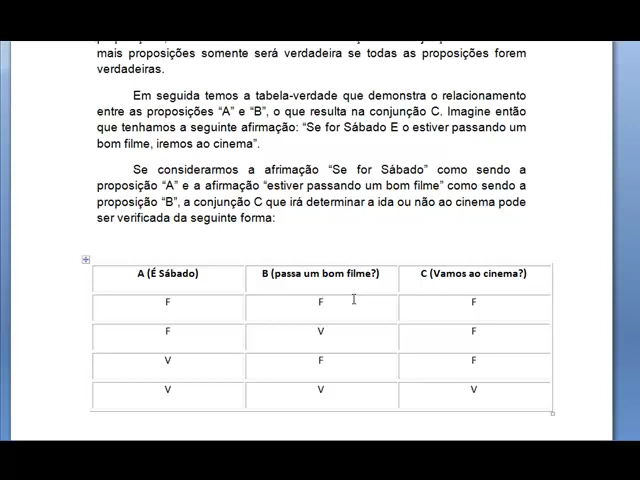 mais proposições somente será verdadeira se todas as proposições forem
verdadeiras.
Em seguida temos a tabela-verdade que demonstra o relacionamento
entre as proposições “A” e “B”, o que resulta na conjunção C. Imagine então
que tenhamos a seguinte afirmação: “Se for Sábado E o estiver passando um
bom filme, iremos ao cinema”.
Se considerarmos a afrimação “Se for Sábado” como sendo a
proposição “A” e a afirmação “estiver passando um bom filme” como sendo a
proposição “B”, a conjunção C que irá determinar a ida ou não ao cinema pode
ser verificada da seguinte forma:
A (É Sábado) B (passa um bom filme?) C (Vamos ao cinema?)
F F F
F V F
V F F
V V V